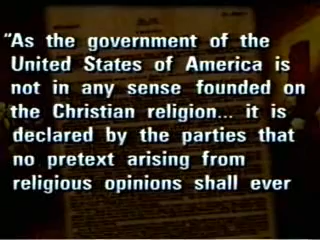 “As the government of the
United States of America is
not in any sense founded on
the Christian religion... it is
declared by the parties that
no pretext arising from
religious opinions shall ever